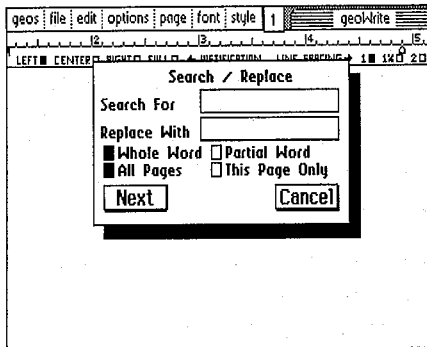 geos file edit options page font style 1 geoWrite
2 3 4 5
LEFT CENTER RIGHT FULL ← JUSTIFICATION LINE SPACING → 1 1½ 2
Search / Replace
Search For
Replace With
Whole Word Partial Word
All Pages This Page Only
Next Cancel